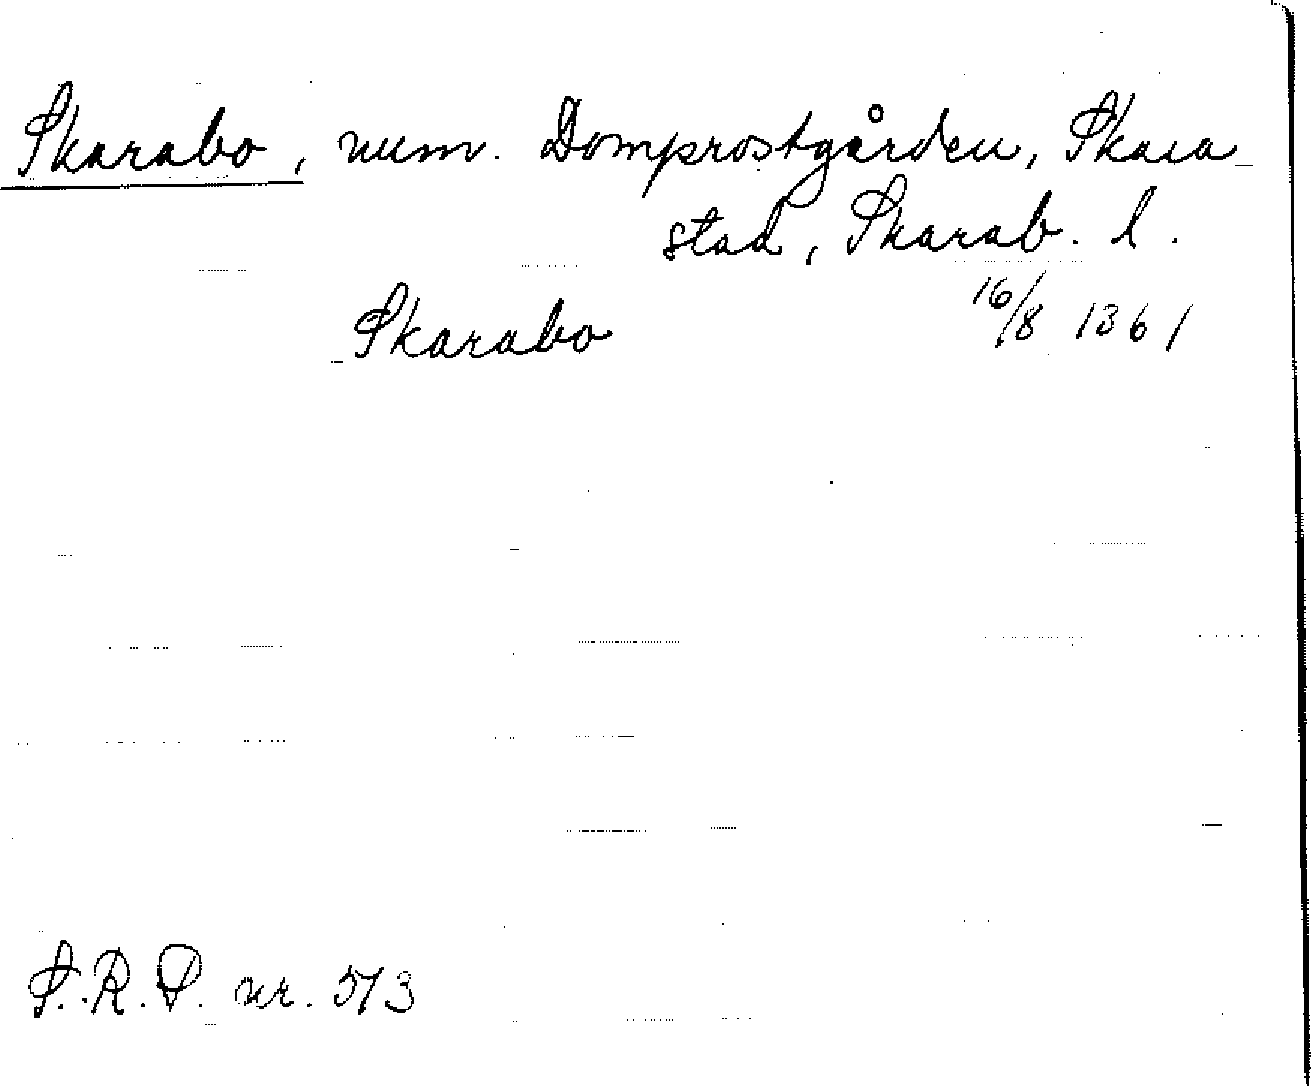 Skarabo, num. Domprostgården, Skara
stad, Skarab. l.
Skarabo 16/8 1361
S.R.P. nr. 573